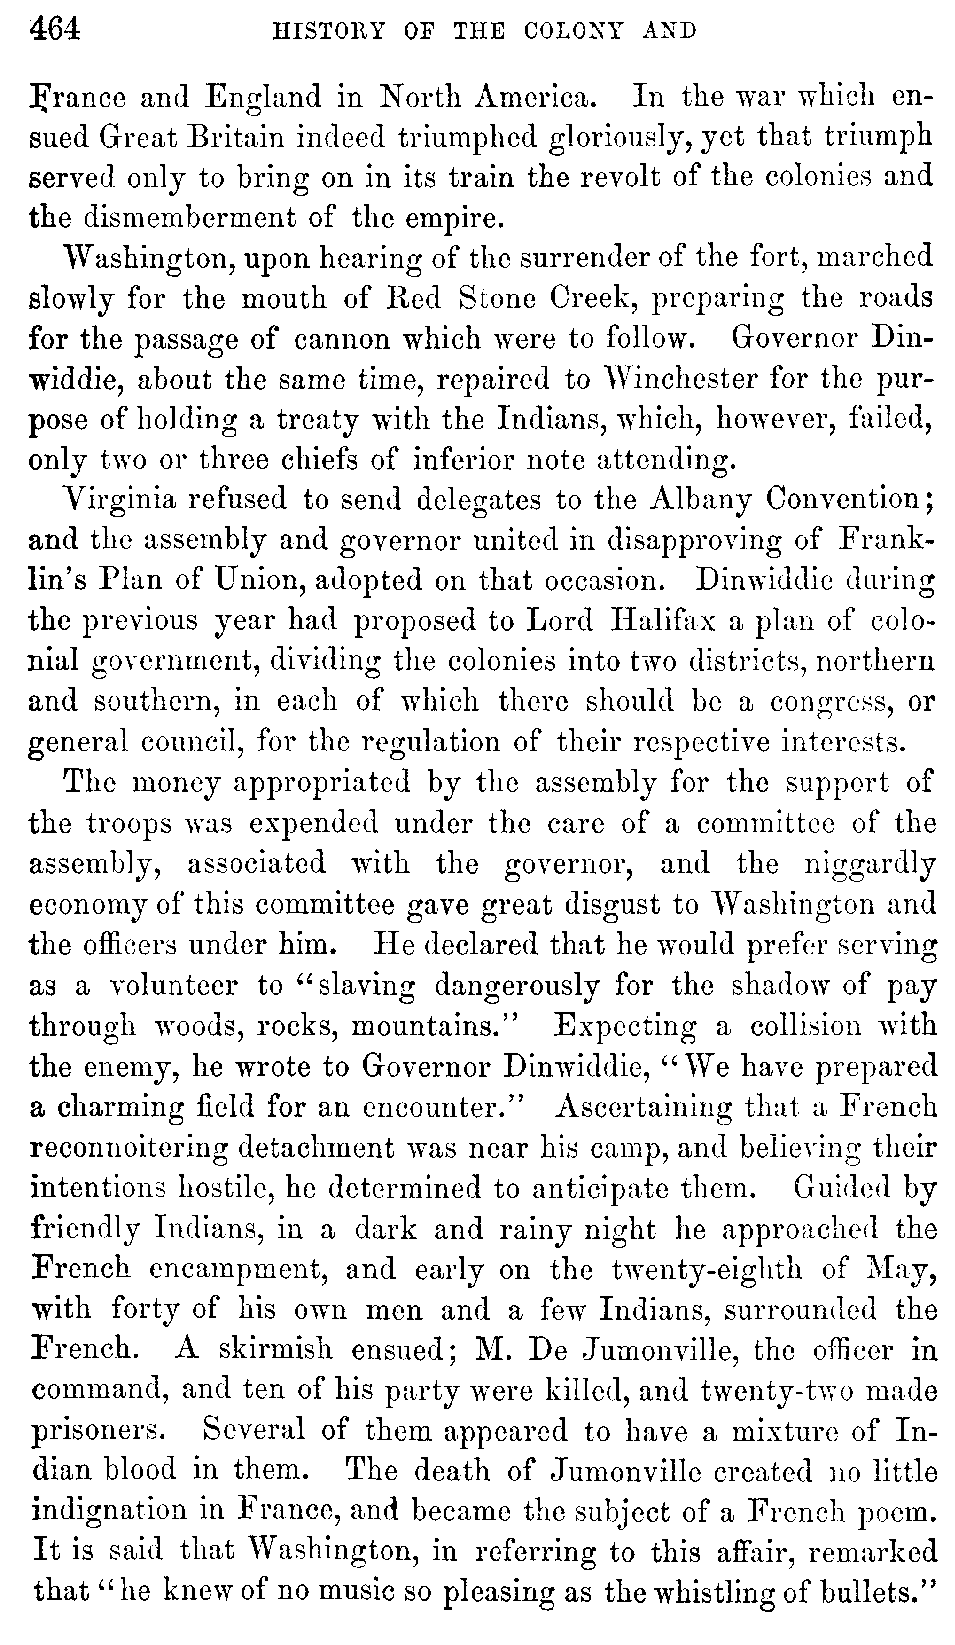 464 HISTORY OF THE COLONY AND
France and England in North America. In the war which en-
sued Great Britain indeed triumphed gloriously, yet that triumph
served only to bring on in its train the revolt of the colonies and
the dismemberment of the empire.
Washington, upon hearing of the surrender of the fort, marched
slowly for the mouth of Red Stone Creek, preparing the roads
for the passage of cannon which were to follow. Governor Din-
widdie, about the same time, repaired to Winchester for the pur-
pose of holding a treaty with the Indians, which, however, failed,
only two or three chiefs of inferior note attending.
Virginia refused to send delegates to the Albany Convention;
and the assembly and governor united in disapproving of Frank-
lin's Plan of Union, adopted on that occasion. Dinwiddie during
the previous year had proposed to Lord Halifax a plan of colo-
nial government, dividing the colonies into two districts, northern
and southern, in each of which there should be a congress, or
general council, for the regulation of their respective interests.
The money appropriated by the assembly for the support of
the troops was expended under the care of a committee of the
assembly, associated with the governor, and the niggardly
economy of this committee gave great disgust to Washington and
the officers under him. He declared that he would prefer serving
as a volunteer to "slaving dangerously for the shadow of pay
through woods, rocks, mountains." Expecting a collision with
the enemy, he wrote to Governor Dinwiddie, "We have prepared
a charming field for an encounter." Ascertaining that a French
reconnoitering detachment was near his camp, and believing their
intentions hostile, he determined to anticipate them. Guided by
friendly Indians, in a dark and rainy night he approached the
French encampment, and early on the twenty-eighth of May,
with forty of his own men and a few Indians, surrounded the
French. A skirmish ensued; M. De Jumonville, the officer in
command, and ten of his party were killed, and twenty-two made
prisoners. Several of them appeared to have a mixture of In-
dian blood in them. The death of Jumonville created no little
indignation in France, and became the subject of a French poem.
It is said that Washington, in referring to this affair, remarked
that "he knew of no music so pleasing as the whistling of bullets."